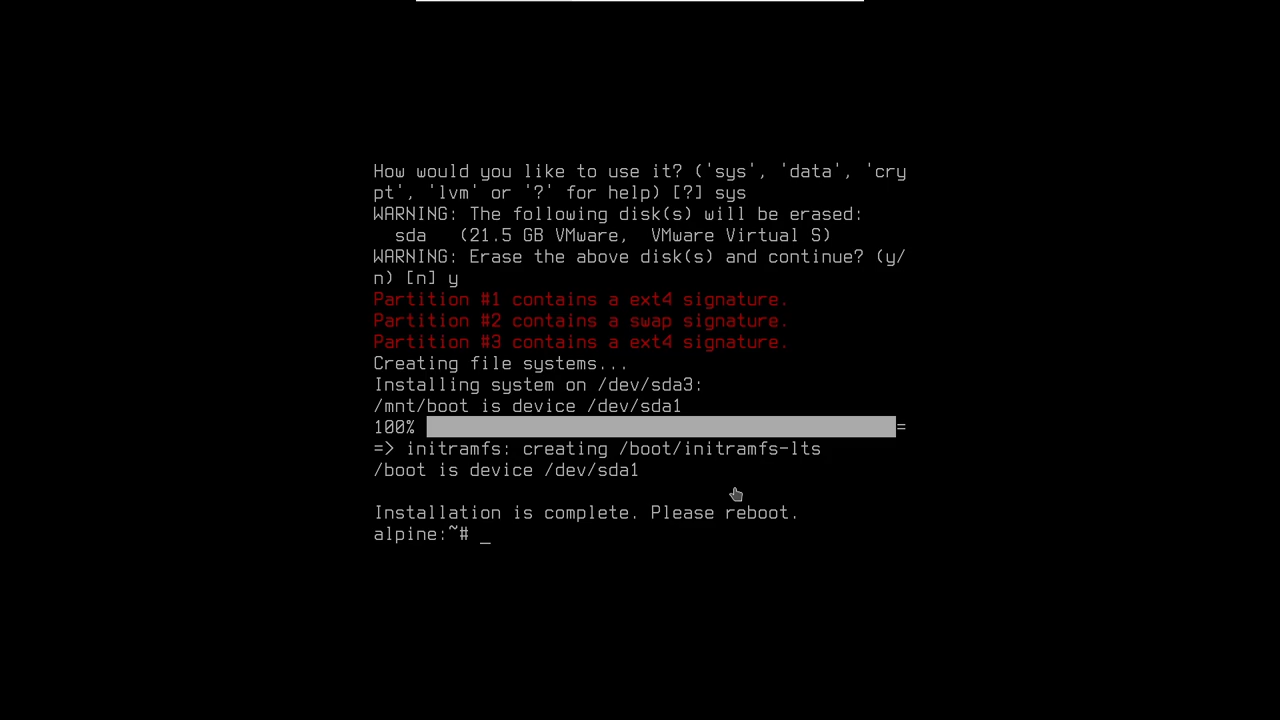 How would you like to use it? ('sys', 'data', 'cry
pt', 'lvm' or '?' for help) [?] sys
WARNING: The following disk(s) will be erased:
  sda   (21.5 GB VMware,  VMware Virtual S)
WARNING: Erase the above disk(s) and continue? (y/
n) [n] y
Partition #1 contains a ext4 signature.
Partition #2 contains a swap signature.
Partition #3 contains a ext4 signature.
Creating file systems...
Installing system on /dev/sda3:
/mnt/boot is device /dev/sda1
100% =
=> initramfs: creating /boot/initramfs-lts
/boot is device /dev/sda1
Installation is complete. Please reboot.
alpine:~# _